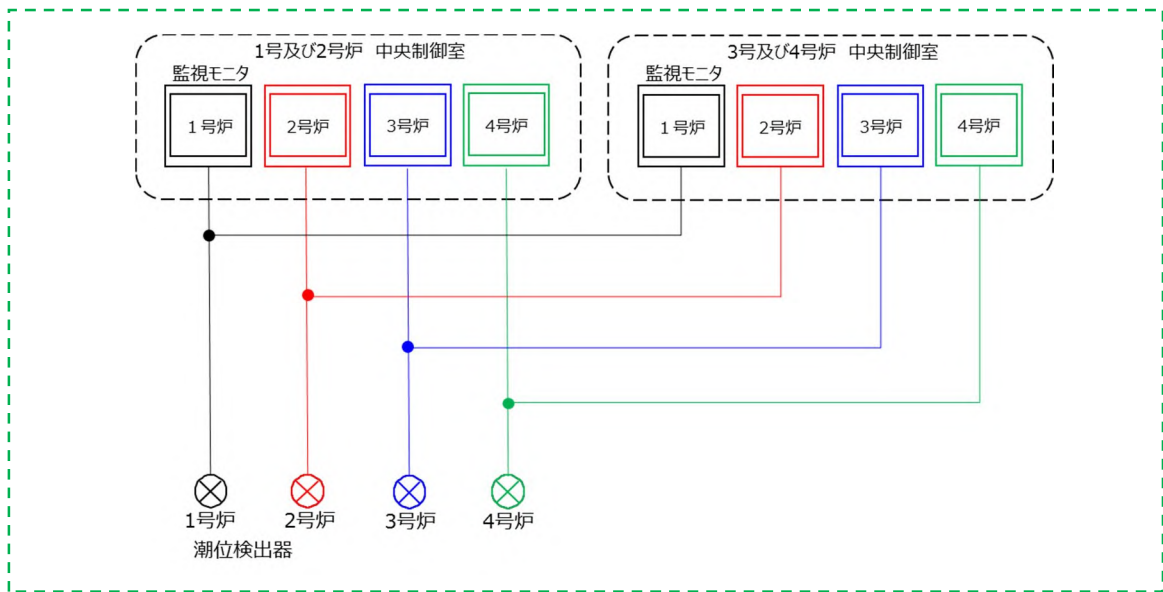 1号及び2号炉 中央制御室
監視モニタ
1号炉
2号炉
3号炉
4号炉
3号及び4号炉 中央制御室
監視モニタ
1号炉
2号炉
3号炉
4号炉
1号炉
2号炉
3号炉
4号炉
潮位検出器